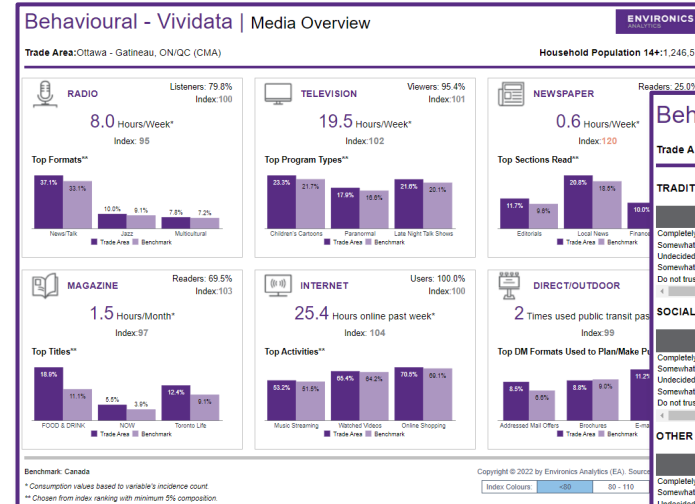 Behavioural - Vividata | Media Overview
ENVIRONICS
ANALYTICS
Trade Area:Ottawa - Gatineau, ON/QC (CMA)
Household Population 14+:1,246,5
RADIO
Listeners: 79.8%
Index:100
8.0 Hours/Week*
Index: 95
Top Formats**
37.1%
33.1%
10.0%
9.1%
7.8%
7.2%
News/Talk
Jazz
Multicultural
Trade Area
Benchmark
TELEVISION
Viewers: 95.4%
Index:101
19.5 Hours/Week*
Index:102
Top Program Types**
23.3%
21.7%
17.9%
16.6%
21.6%
20.1%
Children's Cartoons
Paranormal
Late Night Talk Shows
Trade Area
Benchmark
NEWSPAPER
Readers: 25.0%
0.6 Hours/Week*
Index:120
Top Sections Read**
11.7%
9.6%
20.8%
18.5%
10.0%
Editorials
Local News
Finance
Trade Area
Benchmark
MAGAZINE
Readers: 69.5%
Index:103
1.5 Hours/Month*
Index:97
Top Titles**
18.9%
11.1%
3.9%
12.4%
9.1%
FOOD & DRINK
NOW
Toronto Life
Trade Area
Benchmark
INTERNET
Users: 100.0%
Index:100
25.4 Hours online past week*
Index: 104
Top Activities**
53.2%
51.5%
65.4%
64.2%
70.5%
69.1%
Music Streaming
Watched Videos
Online Shopping
Trade Area
Benchmark
DIRECT/OUTDOOR
2 Times used public transit pas
Index:99
Top DM Formats Used to Plan/Make Pu
8.5%
6.6%
8.8%
9.0%
11.2%
Addressed Mail Offers
Brochures
E-ma
Trade Area
Benchmark
Beh
Trade A
TRADIT
Completely
Somewhat
Undecided
Somewhat
Do not trus
SOCIAL
Completely
Somewhat
Undecided
Somewhat
Do not trus
OTHER
Completely
Somewhat
Undecided
Benchmark: Canada
Copyright © 2022 by Environics Analytics (EA). Source
* Consumption values based to variable's incidence count.
Index Colours:
<80
80 - 110
** Chosen from index ranking with minimum 5% composition.